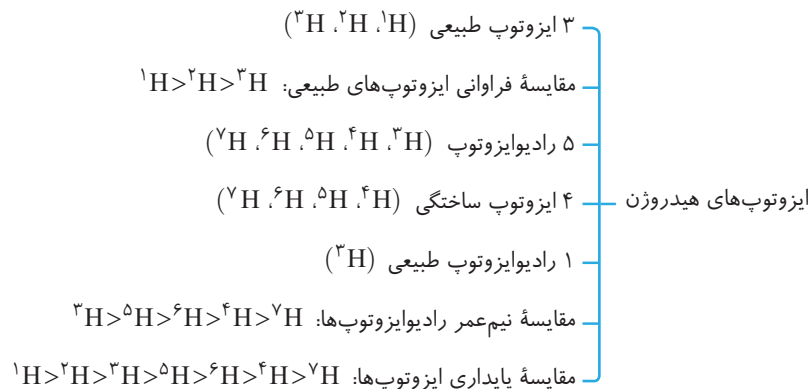 ایزوتوپ‌های هیدروژن
۳ ایزوتوپ طبیعی (¹H، ²H، ³H)
مقایسهٔ فراوانی ایزوتوپ‌های طبیعی: ¹H>²H>³H
۵ رادیوایزوتوپ (³H، ⁴H، ⁵H، ⁶H، ⁷H)
۴ ایزوتوپ ساختگی (⁴H، ⁵H، ⁶H، ⁷H)
۱ رادیوایزوتوپ طبیعی (³H)
مقایسهٔ نیم‌عمر رادیوایزوتوپ‌ها: ³H>⁵H>⁶H>⁴H>⁷H
مقایسهٔ پایداری ایزوتوپ‌ها: ¹H>²H>³H>⁵H>⁶H>⁴H>⁷H